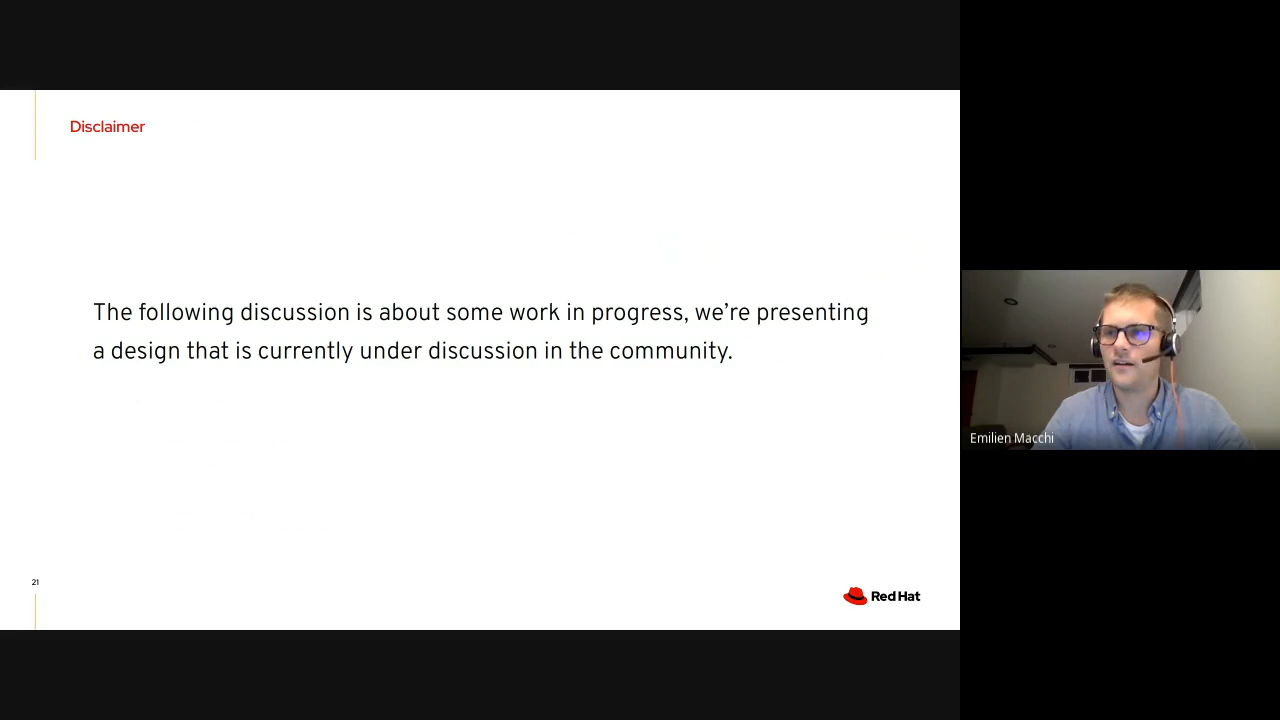 Disclaimer
The following discussion is about some work in progress, we’re presenting
a design that is currently under discussion in the community.
Emilien Macchi
21
Red Hat